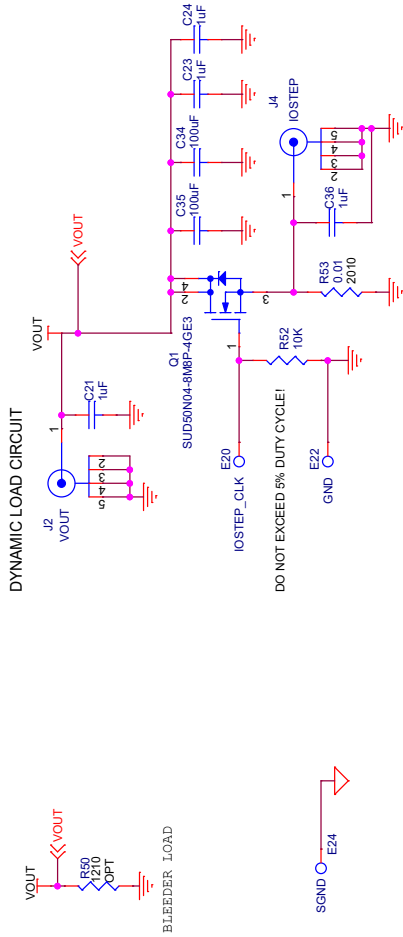 DYNAMIC LOAD CIRCUIT
J2
VOUT
1
5
4
3
2
C21
1uF
VOUT
VOUT
C35
100uF
C34
100uF
C23
1uF
C24
1uF
Q1
SUD50N04-8M8P-4GE3
2
4
1
3
E20
IOSTEP_CLK
R52
10K
E22
GND
DO NOT EXCEED 5% DUTY CYCLE!
R53
0.01
2010
C36
1uF
J4
IOSTEP
1
2
3
4
5
VOUT
VOUT
R50
1210
OPT
BLEEDER LOAD
SGND
E24